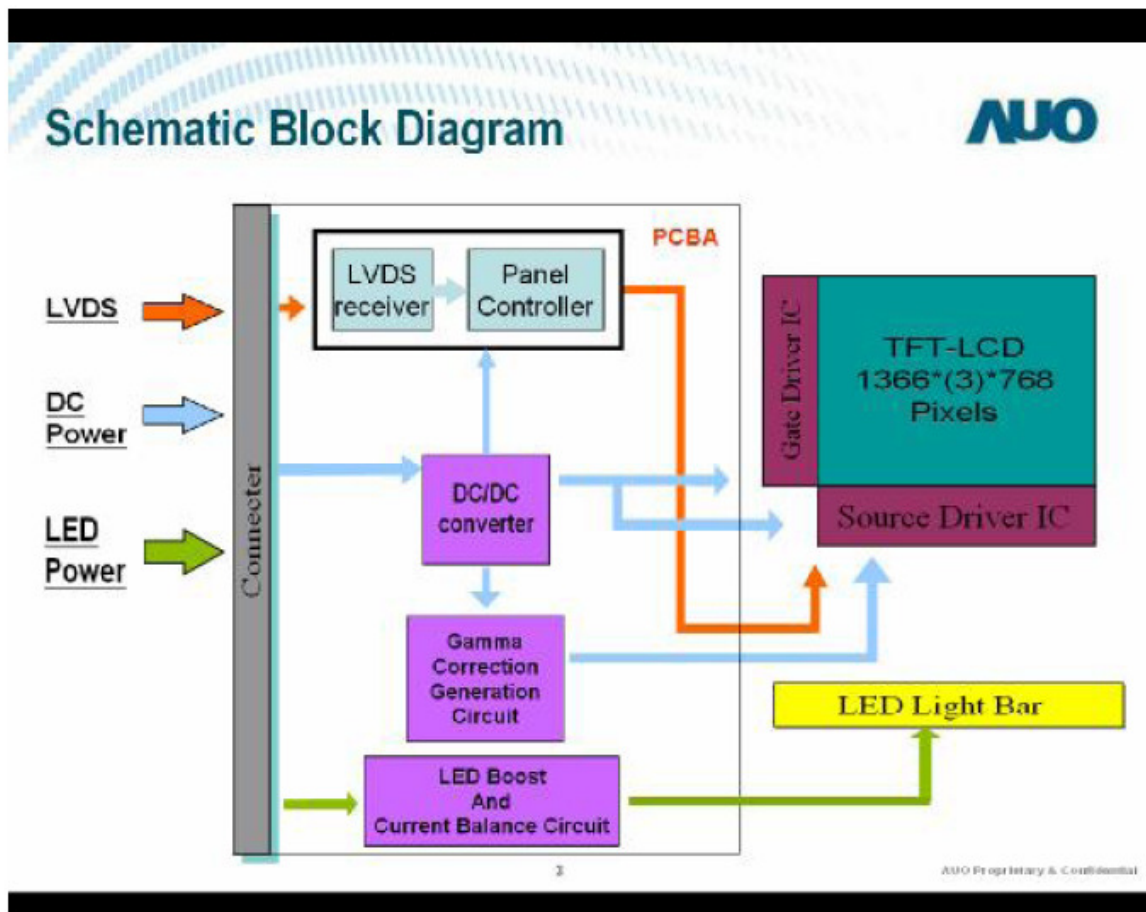 Schematic Block Diagram
AUO
PCBA
LVDS
receiver
Panel
Controller
LVDS
DC
Power
LED
Power
Connecter
DC/DC
converter
Gamma
Correction
Generation
Circuit
LED Boost
And
Current Balance Circuit
Gate Driver IC
TFT-LCD
1366*(3)*768
Pixels
Source Driver IC
LED Light Bar
3
AUO Proprietary & Confidential